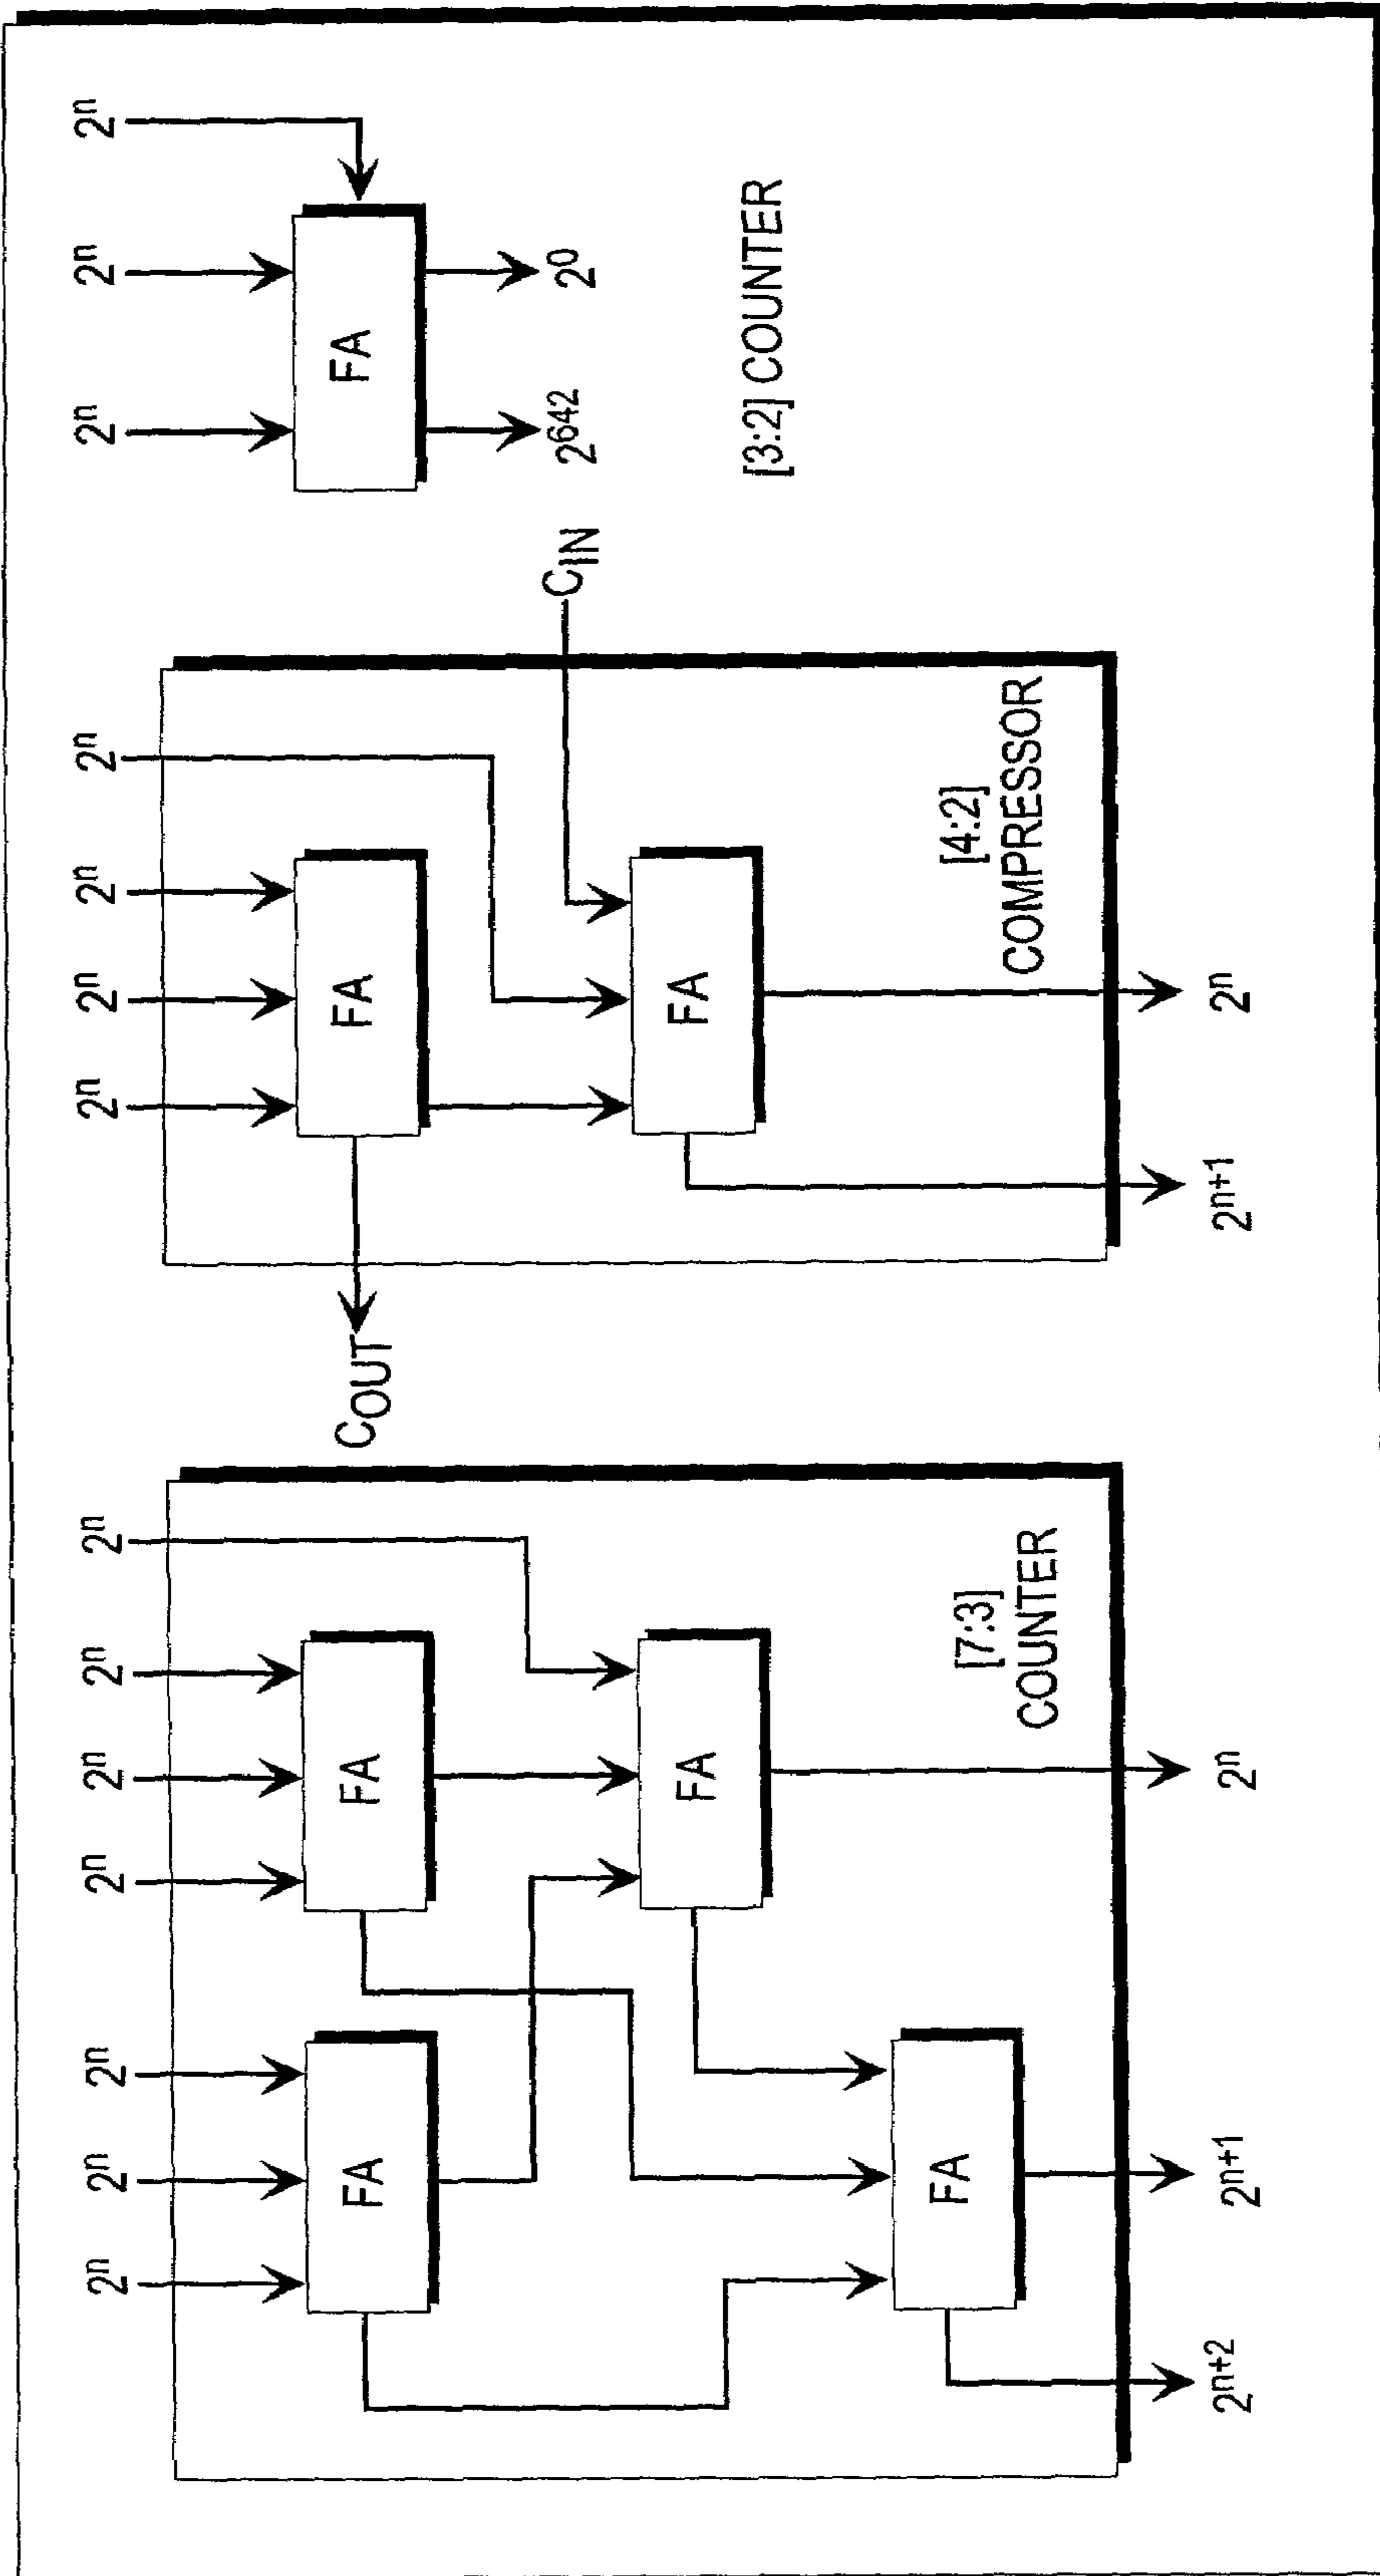 2ⁿ
2ⁿ
2ⁿ
2ⁿ
2ⁿ
2ⁿ
2ⁿ
FA
FA
FA
FA
[7:3]
COUNTER
2ⁿ⁺²
2ⁿ⁺¹
2ⁿ
2ⁿ
2ⁿ
2ⁿ
2ⁿ
COUT
FA
CIN
FA
[4:2]
COMPRESSOR
2ⁿ⁺¹
2ⁿ
2ⁿ
2ⁿ
2ⁿ
FA
2⁶⁴²
2⁰
[3:2] COUNTER